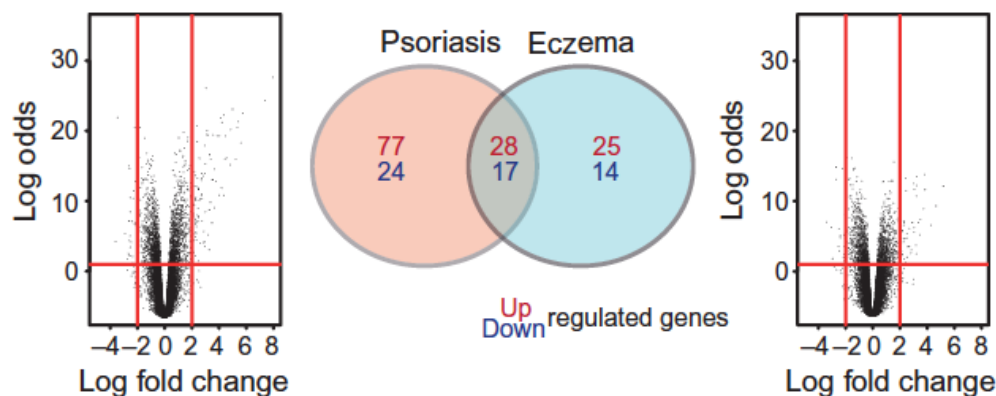 Psoriasis Eczema
77 28 25
24 17 14
Up
Down regulated genes
Log odds
30
20
10
0
–4 –2 0 2 4 6 8
Log fold change
Log odds
30
20
10
0
–4 –2 0 2 4 6 8
Log fold change